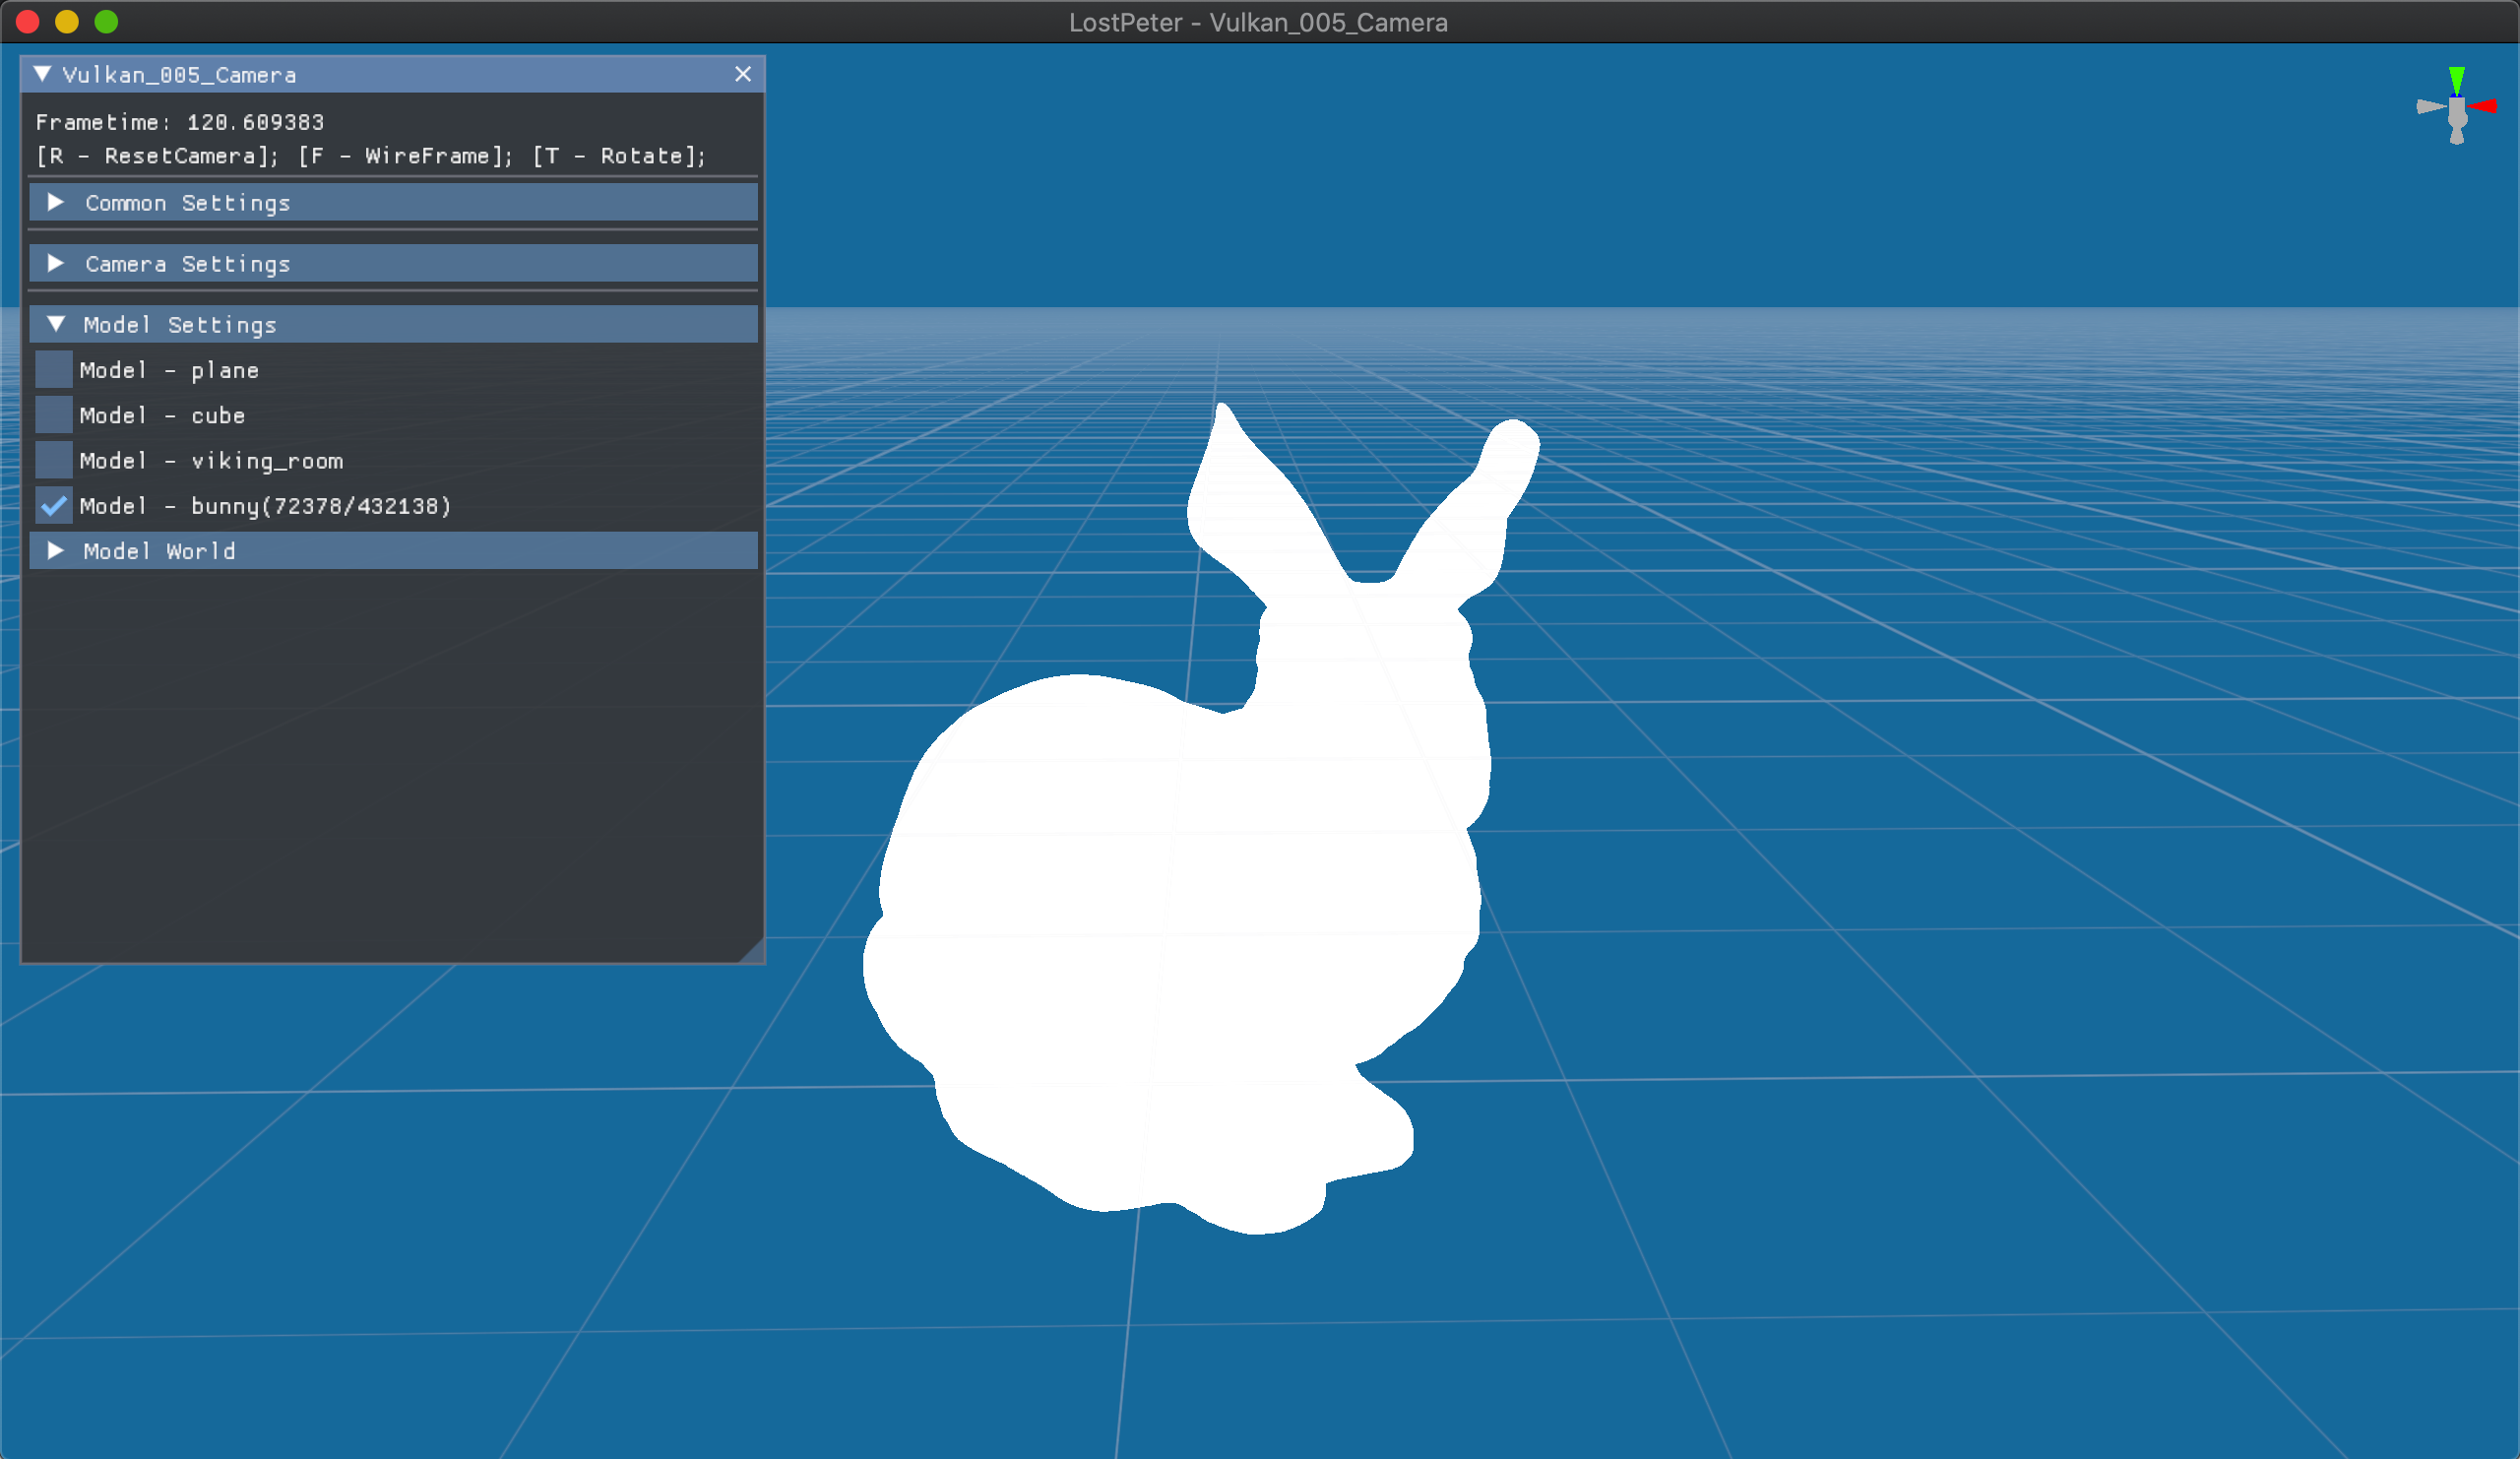 LostPeter - Vulkan_005_Camera
Vulkan_005_Camera
Frametime: 120.609383
[R - ResetCamera]; [F - WireFrame]; [T - Rotate];
Common Settings
Camera Settings
Model Settings
Model - plane
Model - cube
Model - viking_room
Model - bunny(72378/432138)
Model World